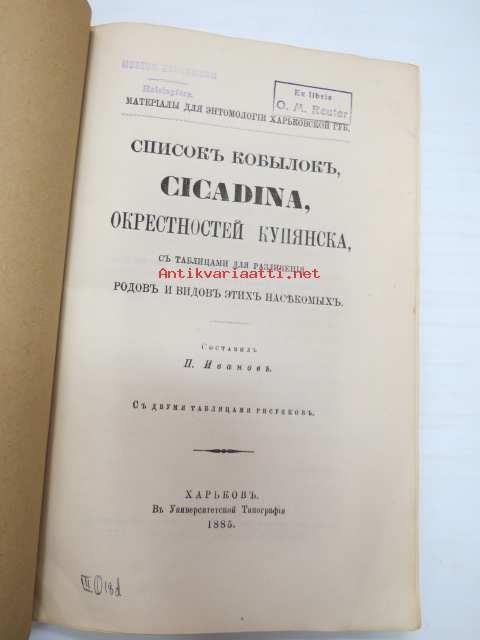 Helsingfors.
Ex libris
O. M. Reuter
МАТЕРІАЛЫ ДЛЯ ЭНТОМОЛОГІИ ХАРЬКОВСКОЙ ГУБ.
СПИСОКЪ КОБЫЛОКЪ,
CICADINA,
ОКРЕСТНОСТЕЙ КУПЯНСКА,
СЪ ТАБЛИЦАМИ ДЛЯ РАЗЛИЧЕНІЯ
Antikvariaatti.net
РОДОВЪ И ВИДОВЪ ЭТИХЪ НАСѢКОМЫХЪ.
Составилъ
П. Ивановъ.
Съ двумя таблицами рисунковъ.
ХАРЬКОВЪ.
Въ Университетской Типографіи
1885.